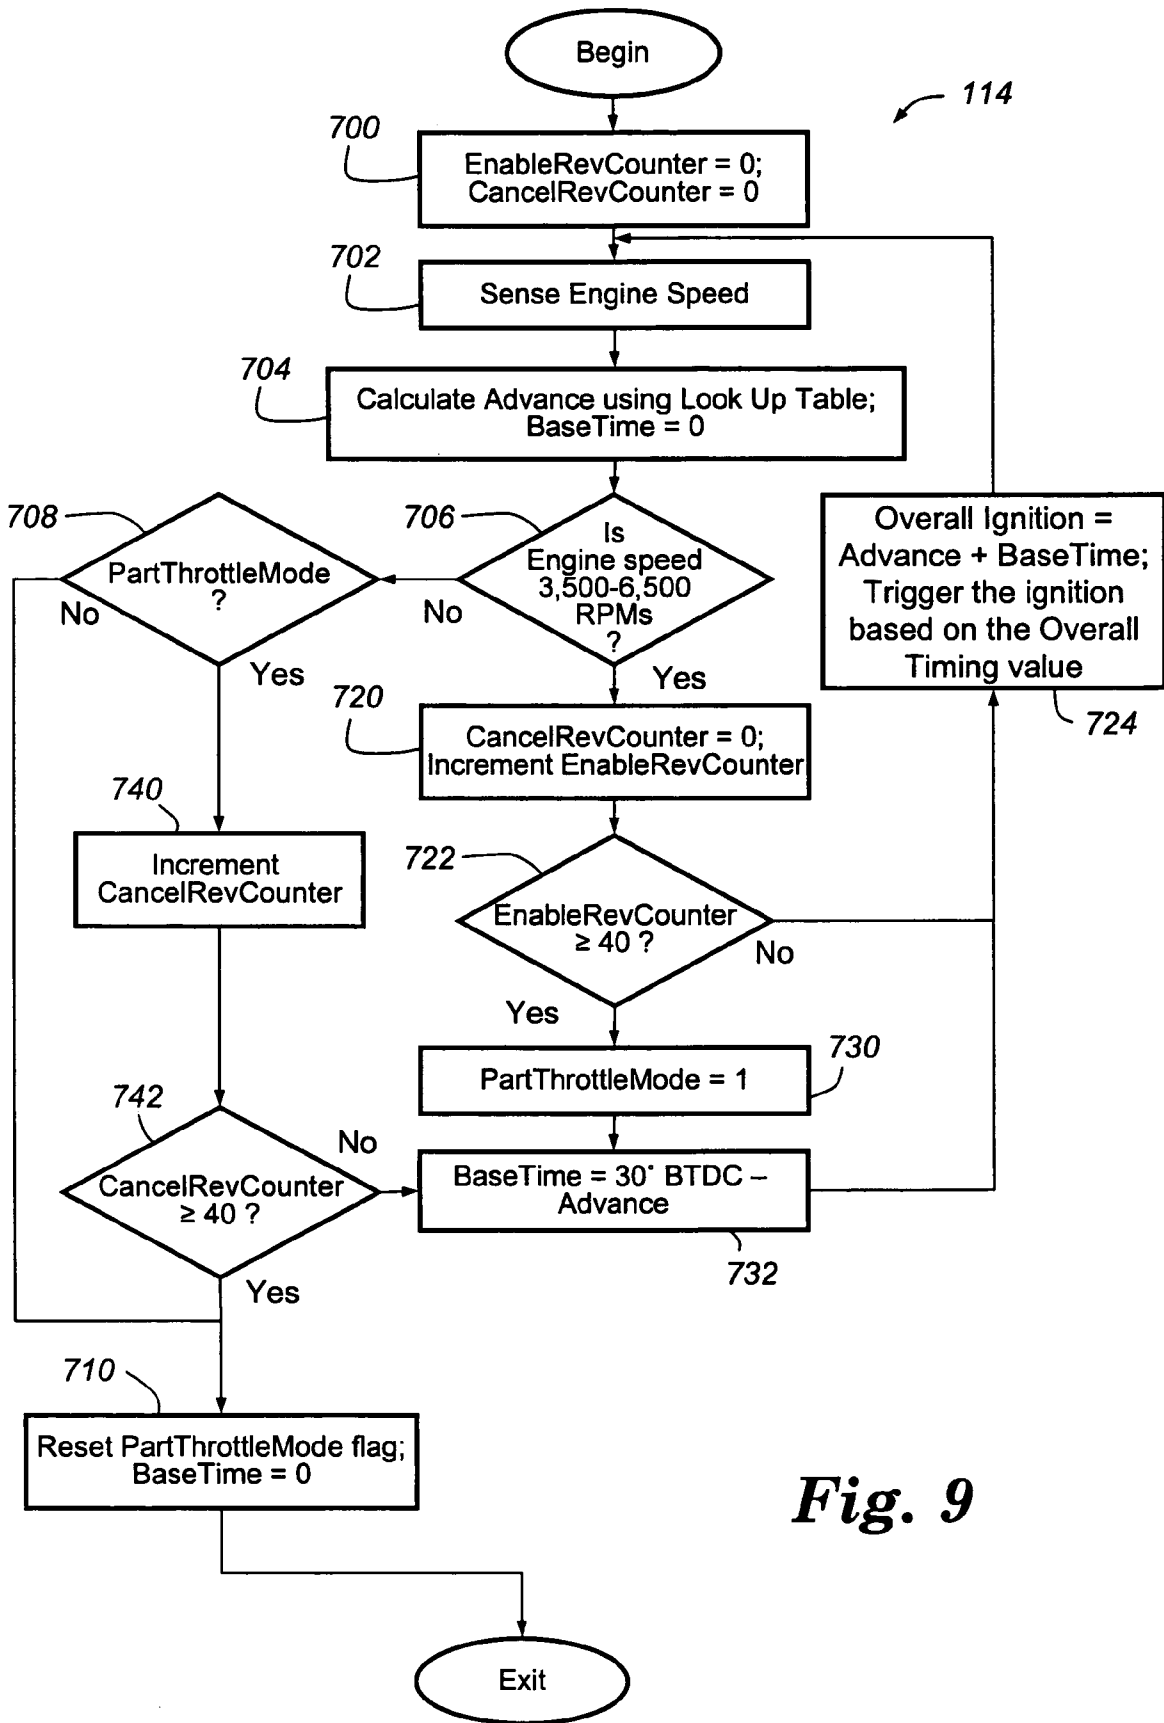 Begin
114
700
EnableRevCounter = 0;
CancelRevCounter = 0
702
Sense Engine Speed
704
Calculate Advance using Look Up Table;
BaseTime = 0
708
PartThrottleMode
?
No
Yes
706
Is
Engine speed
3,500-6,500
RPMs
?
No
Yes
Overall Ignition =
Advance + BaseTime;
Trigger the ignition
based on the Overall
Timing value
724
720
CancelRevCounter = 0;
Increment EnableRevCounter
740
Increment
CancelRevCounter
722
EnableRevCounter
≥ 40 ?
No
Yes
730
PartThrottleMode = 1
742
CancelRevCounter
≥ 40 ?
No
Yes
BaseTime = 30° BTDC –
Advance
732
710
Reset PartThrottleMode flag;
BaseTime = 0
Fig. 9
Exit